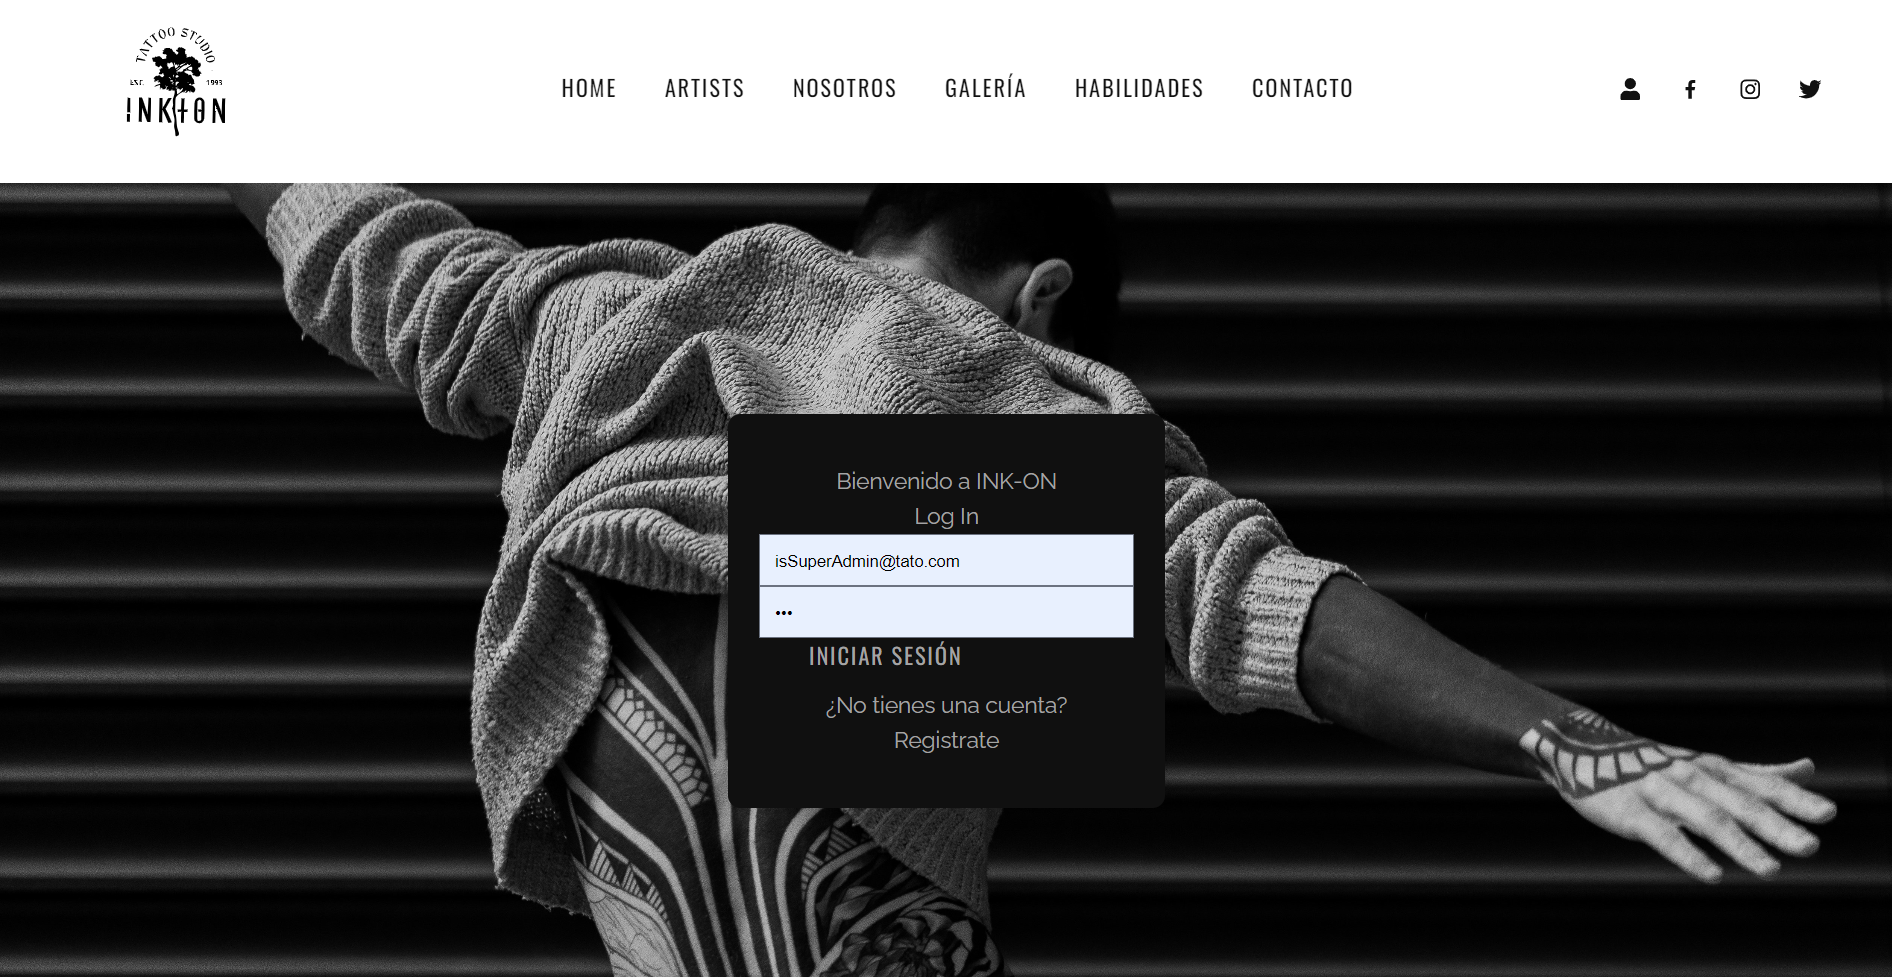 TATTOO STUDIO
EST. 1993
INK-ON
HOME ARTISTS NOSOTROS GALERÍA HABILIDADES CONTACTO
Bienvenido a INK-ON
Log In
isSuperAdmin@tato.com
•••
INICIAR SESIÓN
¿No tienes una cuenta?
Registrate